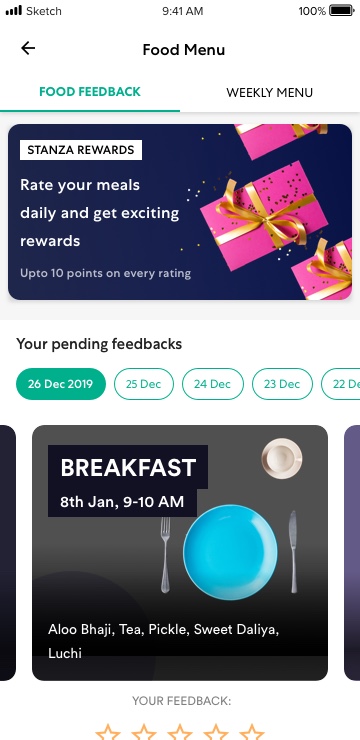 Sketch 9:41 AM 100%
Food Menu
FOOD FEEDBACK WEEKLY MENU
STANZA REWARDS
Rate your meals
daily and get exciting
rewards
Upto 10 points on every rating
Your pending feedbacks
26 Dec 2019 25 Dec 24 Dec 23 Dec 22 De
BREAKFAST
8th Jan, 9-10 AM
Aloo Bhaji, Tea, Pickle, Sweet Daliya,
Luchi
YOUR FEEDBACK: